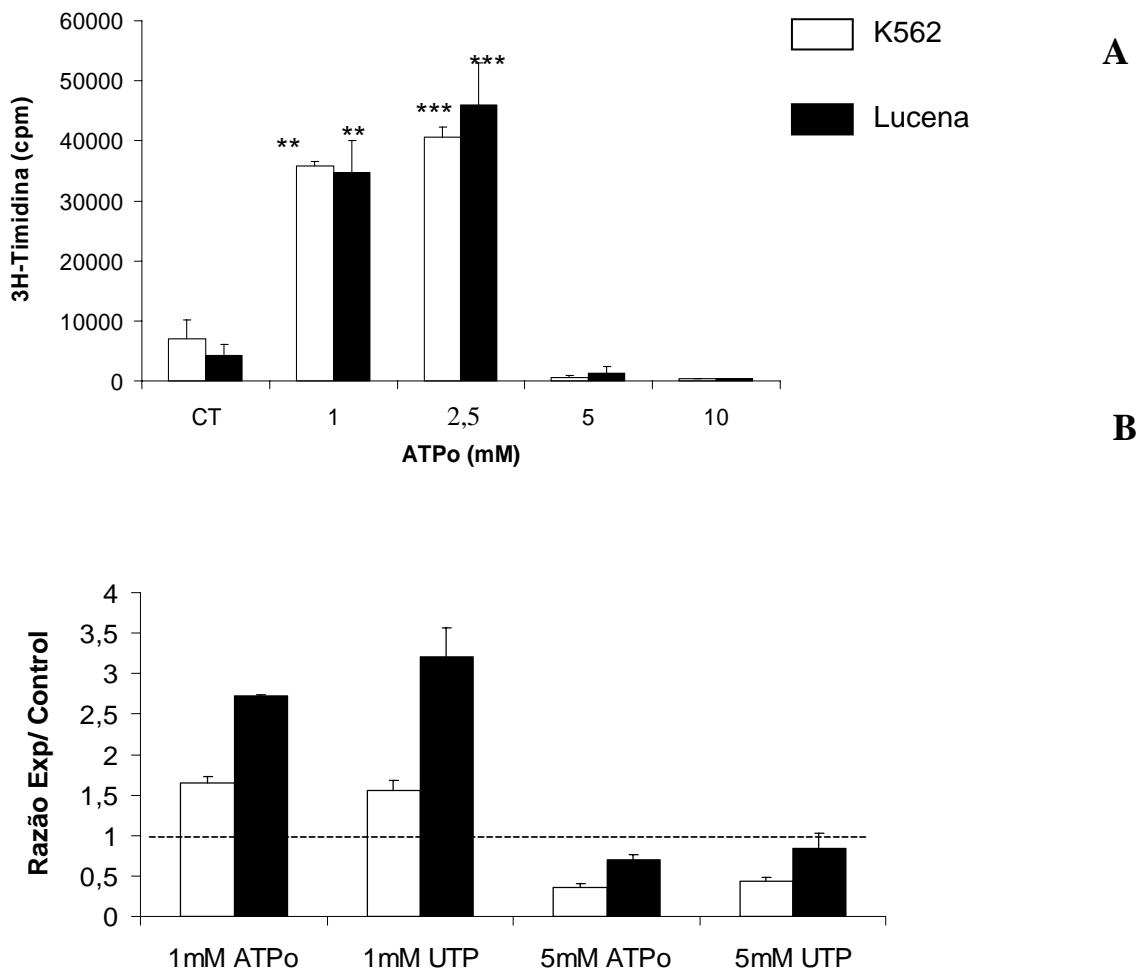 60000
50000
40000
30000
20000
10000
0
3H-Timidina (cpm)
** ** *** ***
CT 1 2,5 5 10
ATPo (mM)
K562
Lucena
A
B
4
3,5
3
2,5
2
1,5
1
0,5
0
Razão Exp/ Control
1mM ATPo 1mM UTP 5mM ATPo 5mM UTP